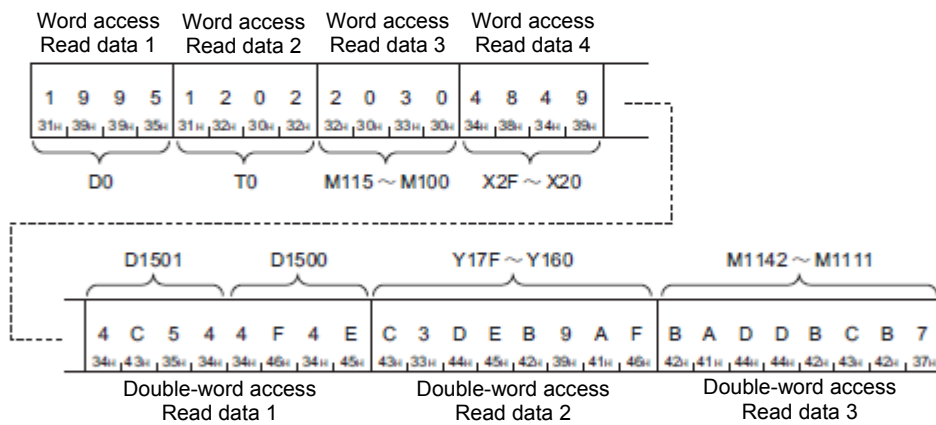 Word access Word access Word access Word access
Read data 1 Read data 2 Read data 3 Read data 4
1 9 9 5 1 2 0 2 2 0 3 0 4 8 4 9
31H 39H 39H 35H 31H 32H 30H 32H 32H 30H 33H 30H 34H 38H 34H 39H
D0 T0 M115～M100 X2F～X20
D1501 D1500 Y17F～Y160 M1142～M1111
4 C 5 4 4 F 4 E C 3 D E B 9 A F B A D D B C B 7
34H 43H 35H 34H 34H 46H 34H 45H 43H 33H 44H 45H 42H 39H 41H 46H 42H 41H 44H 44H 42H 43H 42H 37H
Double-word access Double-word access Double-word access
Read data 1 Read data 2 Read data 3